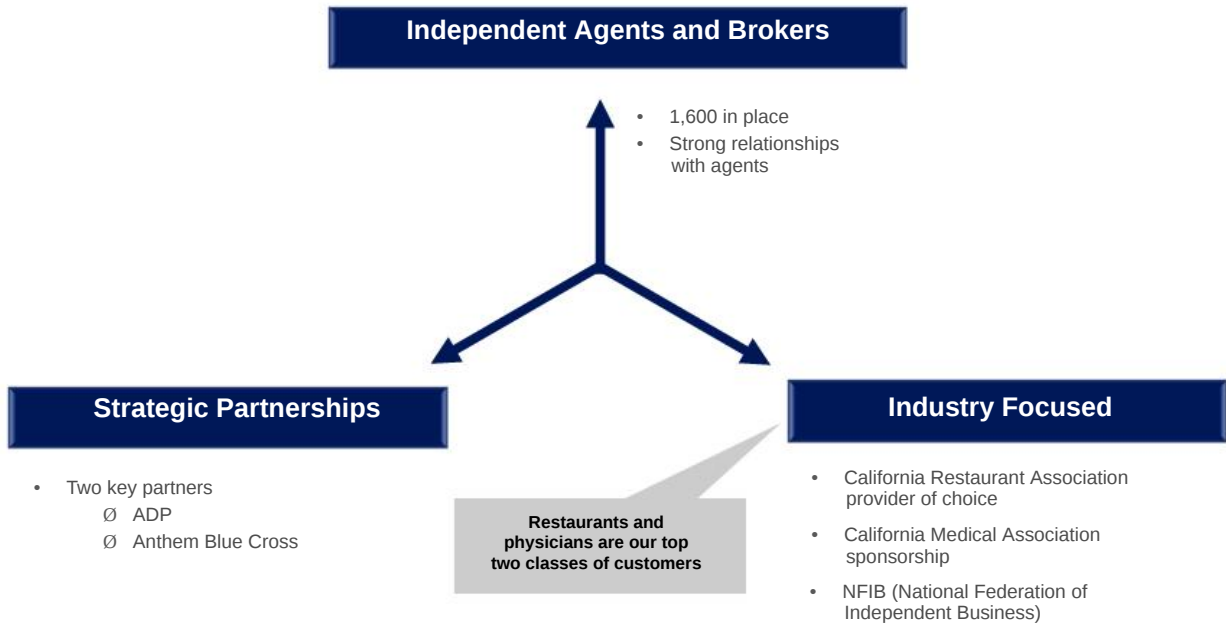 Independent Agents and Brokers
• 1,600 in place
• Strong relationships
with agents
Strategic Partnerships
• Two key partners
Ø ADP
Ø Anthem Blue Cross
Restaurants and
physicians are our top
two classes of customers
Industry Focused
• California Restaurant Association
provider of choice
• California Medical Association
sponsorship
• NFIB (National Federation of
Independent Business)